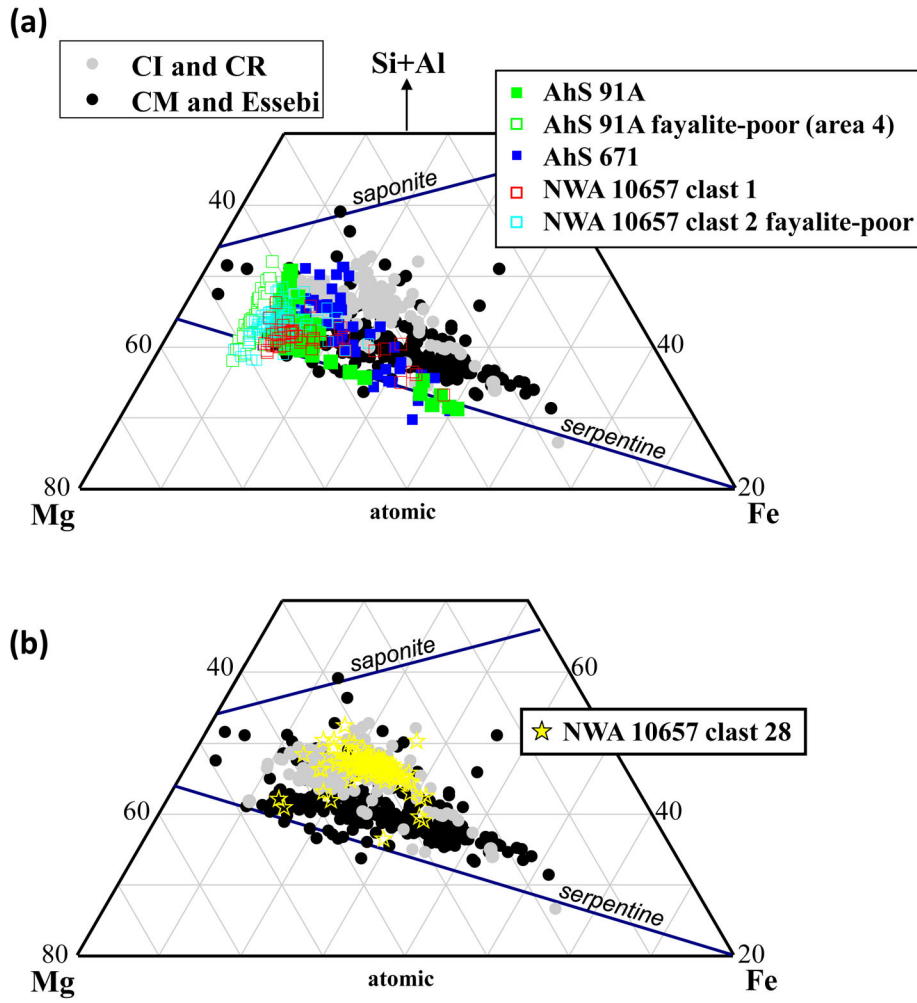 (a)
CI and CR
CM and Essebi
Si+Al
AhS 91A
AhS 91A fayalite-poor (area 4)
AhS 671
NWA 10657 clast 1
NWA 10657 clast 2 fayalite-poor
saponite
40
60
40
serpentine
80
20
Mg
atomic
Fe
(b)
saponite
40
60
NWA 10657 clast 28
60
40
serpentine
80
20
Mg
atomic
Fe